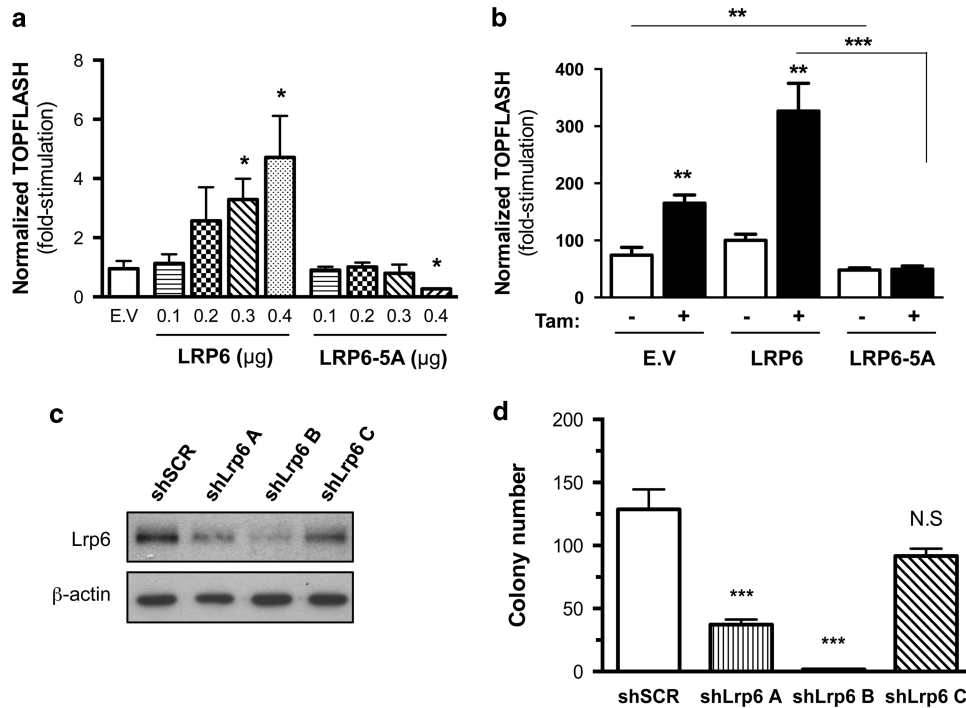 a
Normalized TOPFLASH
(fold-stimulation)
8
6
4
2
0
*
*
*
E.V 0.1 0.2 0.3 0.4 0.1 0.2 0.3 0.4
LRP6 (µg) LRP6-5A (µg)
b
Normalized TOPFLASH
(fold-stimulation)
400
300
200
100
0
**
***
**
**
Tam: - + - + - +
E.V LRP6 LRP6-5A
c
shSCR shLrp6 A shLrp6 B shLrp6 C
Lrp6
β-actin
d
Colony number
200
150
100
50
0
***
***
N.S
shSCR shLrp6 A shLrp6 B shLrp6 C